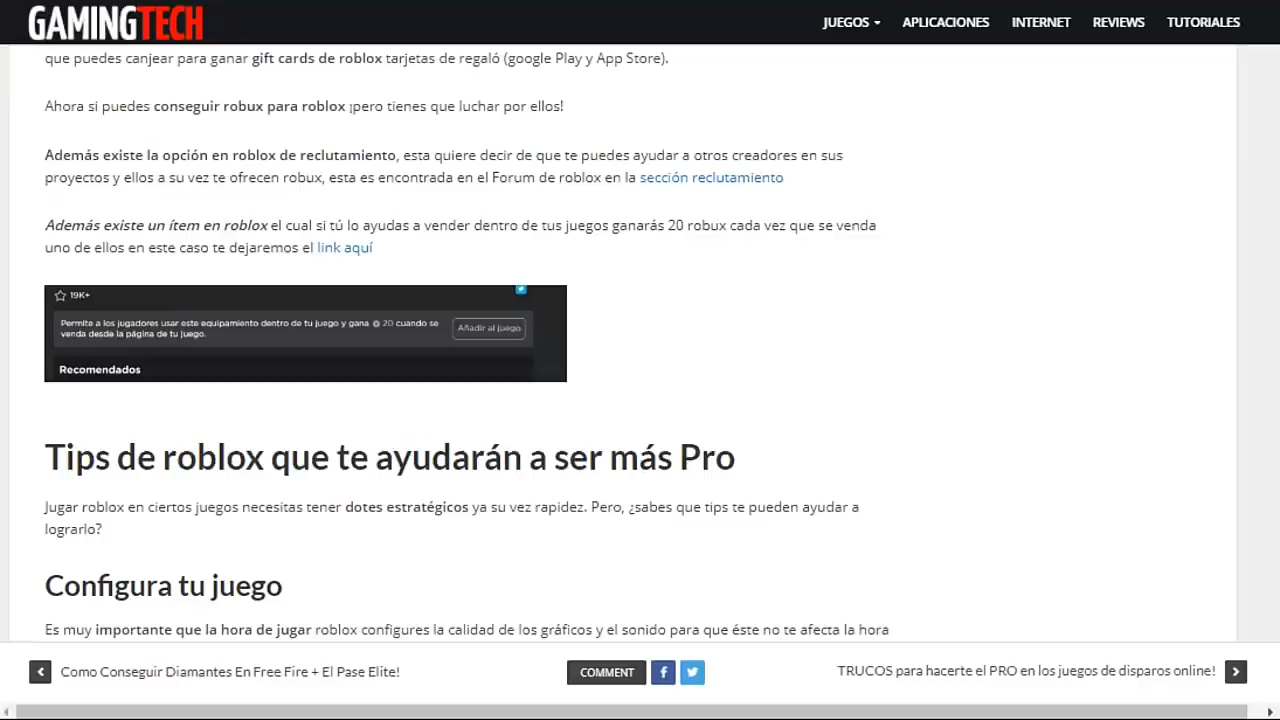 GAMINGTECH
JUEGOS
APLICACIONES
INTERNET
REVIEWS
TUTORIALES
que puedes canjear para ganar gift cards de roblox tarjetas de regaló (google Play y App Store).
Ahora si puedes conseguir robux para roblox ¡pero tienes que luchar por ellos!
Además existe la opción en roblox de reclutamiento, esta quiere decir de que te puedes ayudar a otros creadores en sus
proyectos y ellos a su vez te ofrecen robux, esta es encontrada en el Forum de roblox en la sección reclutamiento
Además existe un ítem en roblox el cual si tú lo ayudas a vender dentro de tus juegos ganarás 20 robux cada vez que se venda
uno de ellos en este caso te dejaremos el link aquí
19K+
Permite a los jugadores usar este equipamiento dentro de tu juego y gana 20 cuando se
venda desde la página de tu juego.
Añadir al juego
Recomendados
Tips de roblox que te ayudarán a ser más Pro
Jugar roblox en ciertos juegos necesitas tener dotes estratégicos ya su vez rapidez. Pero, ¿sabes que tips te pueden ayudar a
lograrlo?
Configura tu juego
Es muy importante que la hora de jugar roblox configures la calidad de los gráficos y el sonido para que éste no te afecta la hora
Como Conseguir Diamantes En Free Fire + El Pase Elite!
COMMENT
TRUCOS para hacerte el PRO en los juegos de disparos online!